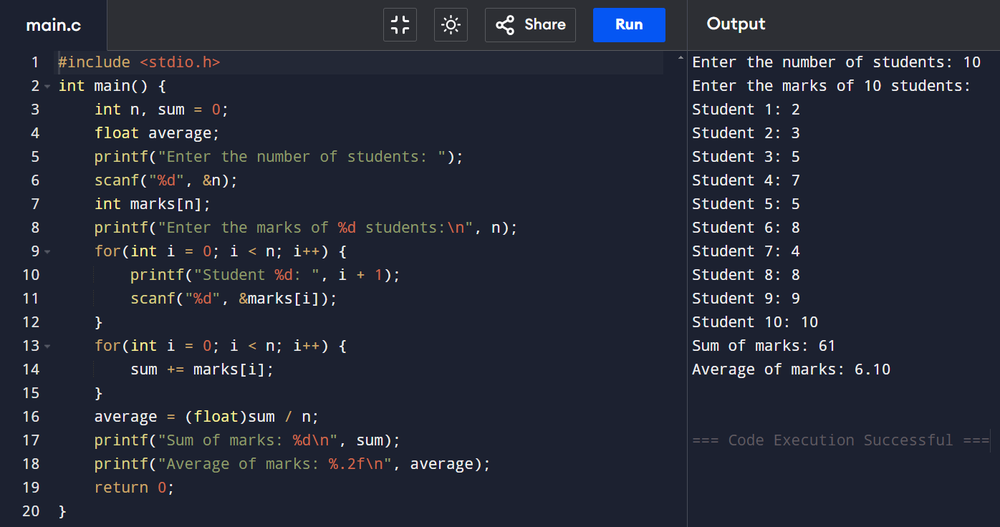 main.c
Share
Run
Output
1 #include <stdio.h>
2 int main() {
3     int n, sum = 0;
4     float average;
5     printf("Enter the number of students: ");
6     scanf("%d", &n);
7     int marks[n];
8     printf("Enter the marks of %d students:\n", n);
9     for(int i = 0; i < n; i++) {
10         printf("Student %d: ", i + 1);
11         scanf("%d", &marks[i]);
12     }
13     for(int i = 0; i < n; i++) {
14         sum += marks[i];
15     }
16     average = (float)sum / n;
17     printf("Sum of marks: %d\n", sum);
18     printf("Average of marks: %.2f\n", average);
19     return 0;
20 }
Enter the number of students: 10
Enter the marks of 10 students:
Student 1: 2
Student 2: 3
Student 3: 5
Student 4: 7
Student 5: 5
Student 6: 8
Student 7: 4
Student 8: 8
Student 9: 9
Student 10: 10
Sum of marks: 61
Average of marks: 6.10
=== Code Execution Successful ===